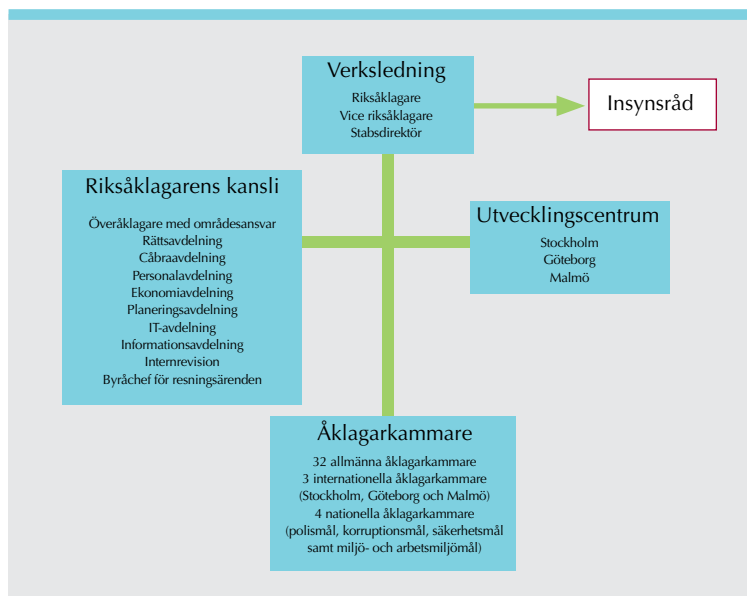 Verksledning
Riksåklagare
Vice riksåklagare
Stabsdirektör
Insynsråd
Riksåklagarens kansli
Överåklagare med områdesansvar
Rättsavdelning
Cåbraavdelning
Personalavdelning
Ekonomiavdelning
Planeringsavdelning
IT-avdelning
Informationsavdelning
Internrevision
Byråchef för resningsärenden
Utvecklingscentrum
Stockholm
Göteborg
Malmö
Åklagarkammare
32 allmänna åklagarkammare
3 internationella åklagarkammare
(Stockholm, Göteborg och Malmö)
4 nationella åklagarkammare
(polismål, korruptionsmål, säkerhetsmål
samt miljö- och arbetsmiljömål)